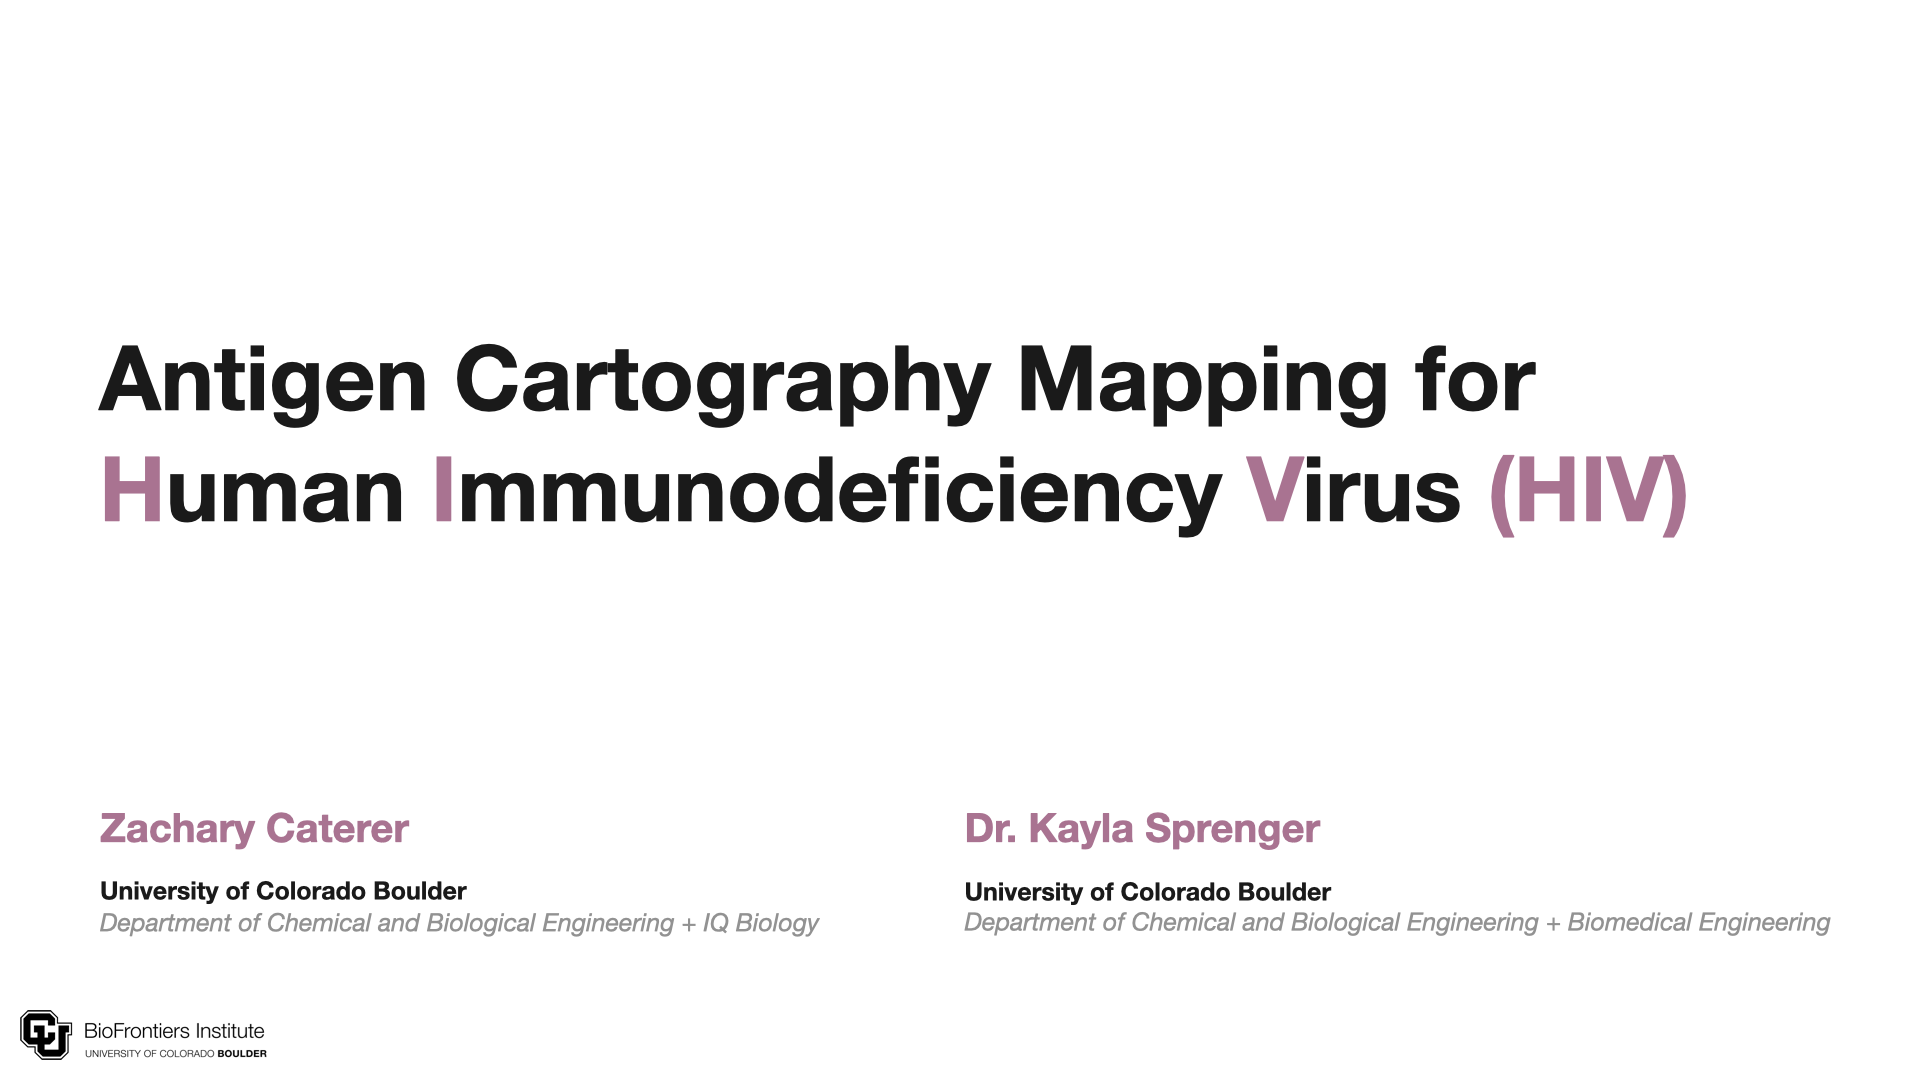 Antigen Cartography Mapping for
Human Immunodeficiency Virus (HIV)
Zachary Caterer
University of Colorado Boulder
Department of Chemical and Biological Engineering + IQ Biology
Dr. Kayla Sprenger
University of Colorado Boulder
Department of Chemical and Biological Engineering + Biomedical Engineering
CU
BioFrontiers Institute
UNIVERSITY OF COLORADO BOULDER